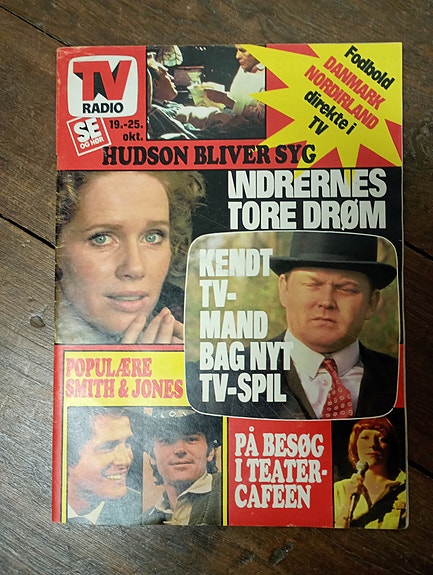 TV
RADIO
SE
OG HØR
19.-25.
okt.
Fodbold
DANMARK
NORDIRLAND
direkte i
TV
HUDSON BLIVER SYG
NDRERNES
TORE DRØM
KENDT
TV-
MAND
BAG NYT
TV-SPIL
POPULÆRE
SMITH & JONES
PÅ BESØG
I TEATER-
CAFEEN